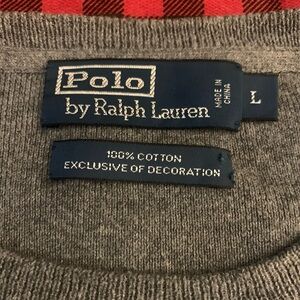 Polo
by Ralph Lauren
MADE IN
CHINA
L
100% COTTON
EXCLUSIVE OF DECORATION